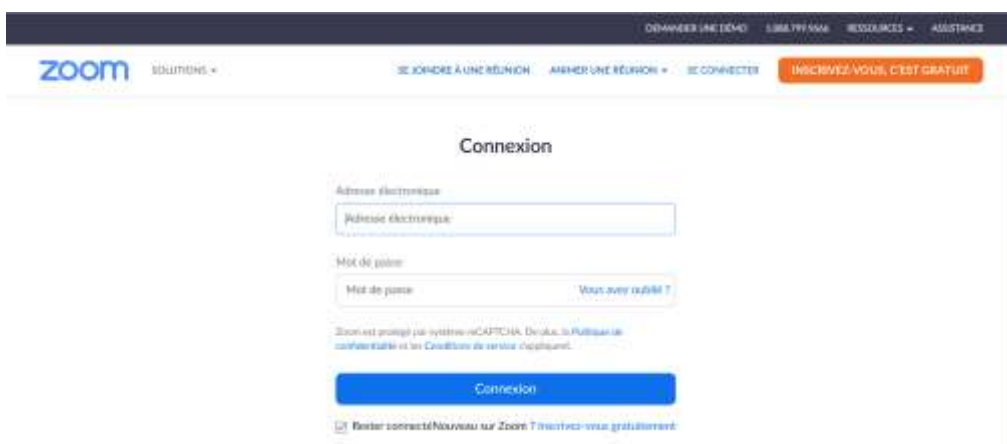 DEMANDER UNE DÉMO 1.888.799.9666 RESSOURCES ASSISTANCE
zoom SOLUTIONS SE JOINDRE À UNE RÉUNION ANIMER UNE RÉUNION SE CONNECTER INSCRIVEZ-VOUS, C'EST GRATUIT
Connexion
Adresse électronique
Adresse électronique
Mot de passe
Mot de passe Vous avez oublié ?
Zoom est protégé par système reCAPTCHA. De plus, la Politique de
confidentialité et les Conditions de service s'appliquent.
Connexion
Rester connectéNouveau sur Zoom ? Inscrivez-vous gratuitement